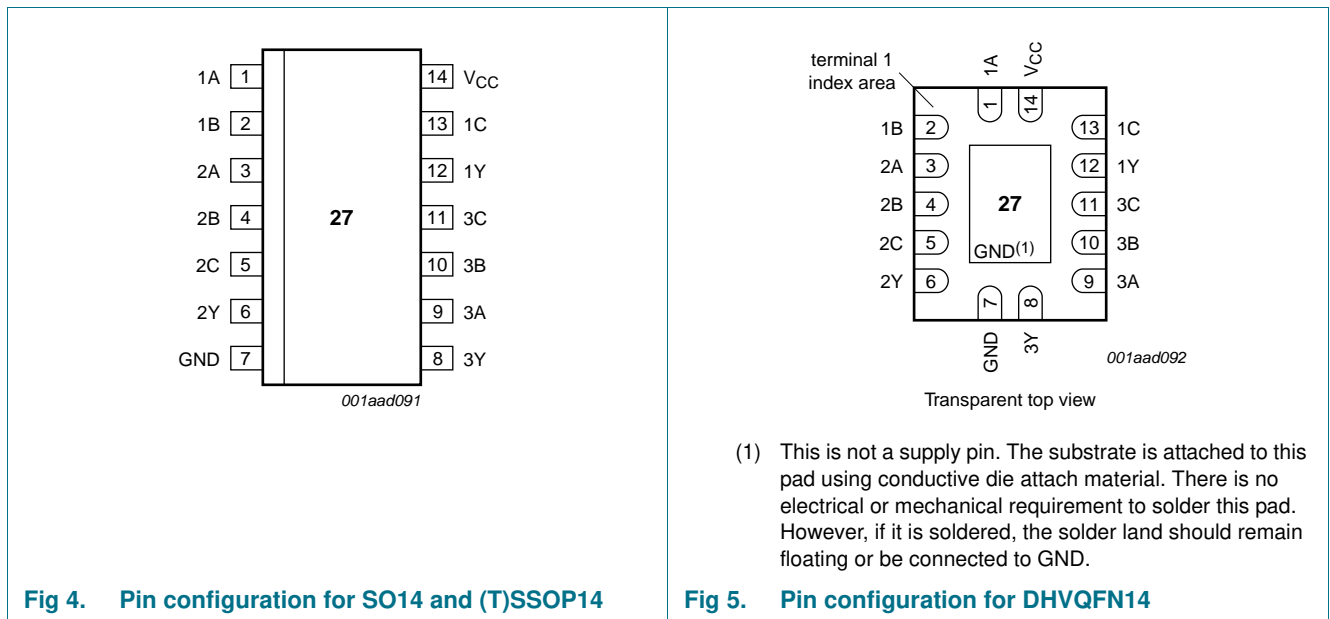 1A 1 14 VCC
1B 2 13 1C
2A 3 12 1Y
2B 4 27 11 3C
2C 5 10 3B
2Y 6 9 3A
GND 7 8 3Y
001aad091
Fig 4. Pin configuration for SO14 and (T)SSOP14
terminal 1
index area
1A VCC
1 14
1B 2 13 1C
2A 3 12 1Y
2B 4 27 11 3C
2C 5 GND(1) 10 3B
2Y 6 9 3A
7 8
GND 3Y
001aad092
Transparent top view
(1) This is not a supply pin. The substrate is attached to this
pad using conductive die attach material. There is no
electrical or mechanical requirement to solder this pad.
However, if it is soldered, the solder land should remain
floating or be connected to GND.
Fig 5. Pin configuration for DHVQFN14